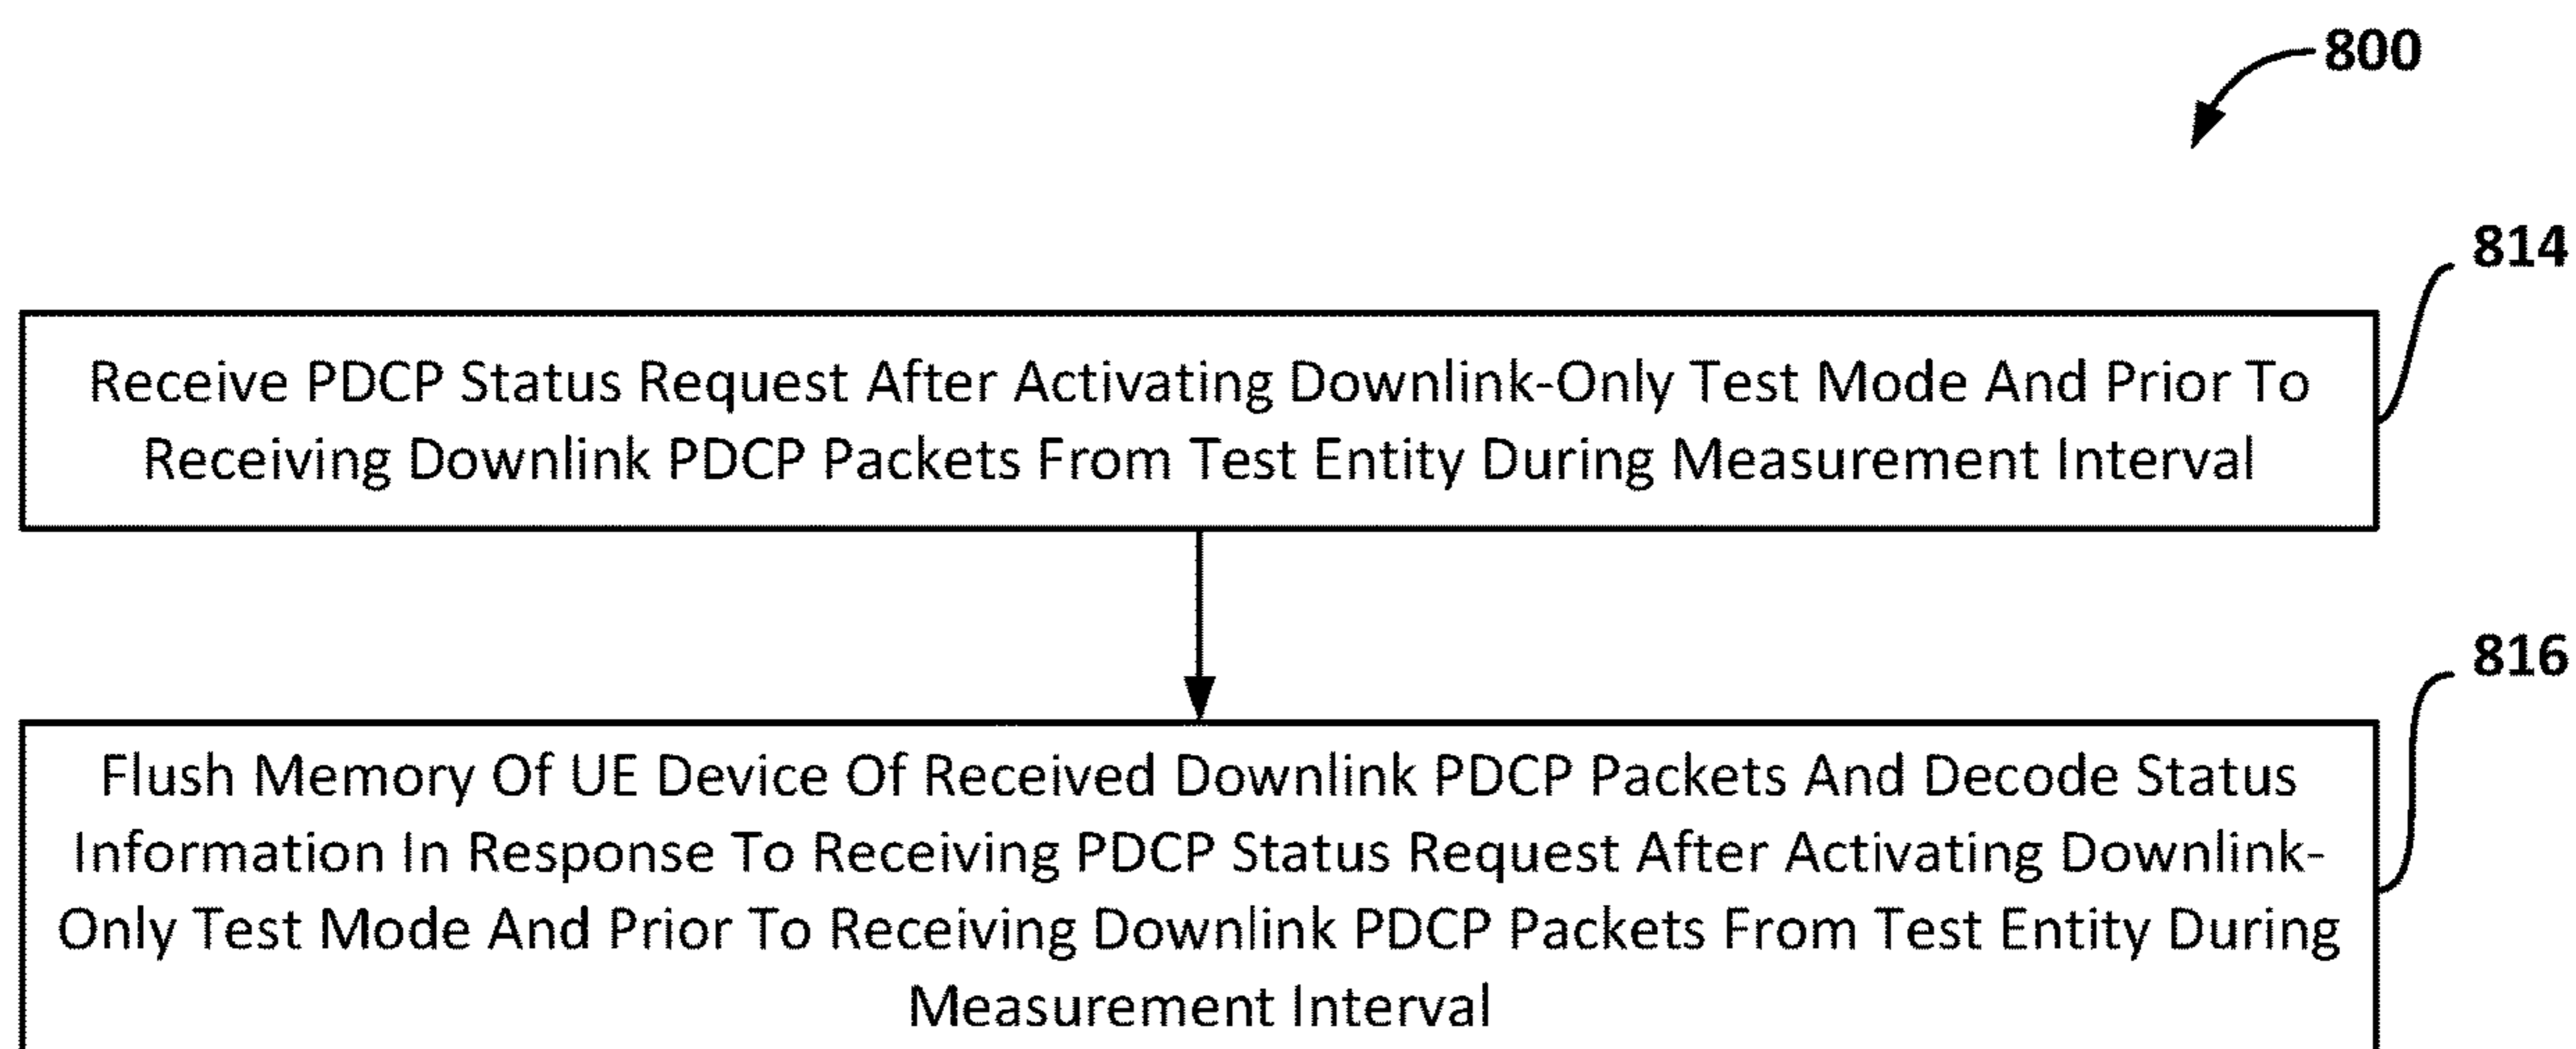 800
814
Receive PDCP Status Request After Activating Downlink-Only Test Mode And Prior To
Receiving Downlink PDCP Packets From Test Entity During Measurement Interval
816
Flush Memory Of UE Device Of Received Downlink PDCP Packets And Decode Status
Information In Response To Receiving PDCP Status Request After Activating Downlink-
Only Test Mode And Prior To Receiving Downlink PDCP Packets From Test Entity During
Measurement Interval